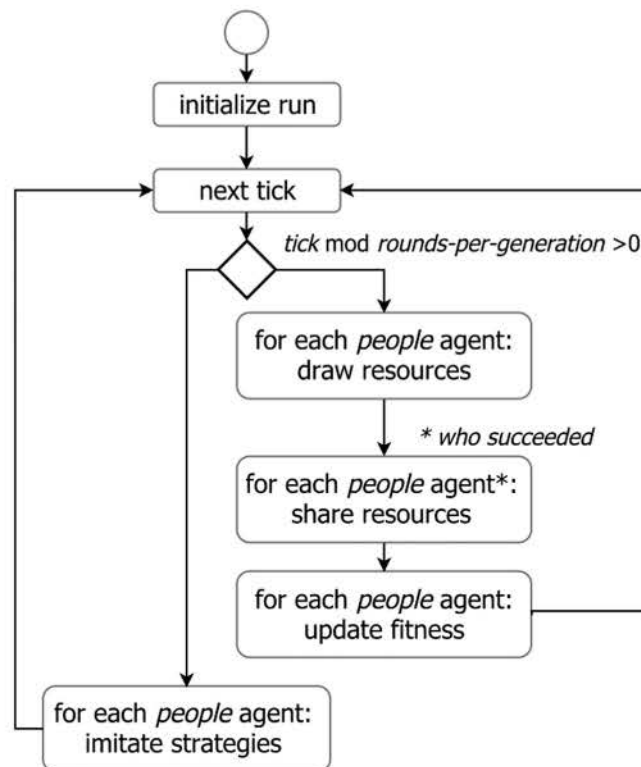 initialize run
next tick
tick mod rounds-per-generation >0
for each people agent:
draw resources
* who succeeded
for each people agent*:
share resources
for each people agent:
update fitness
for each people agent:
imitate strategies